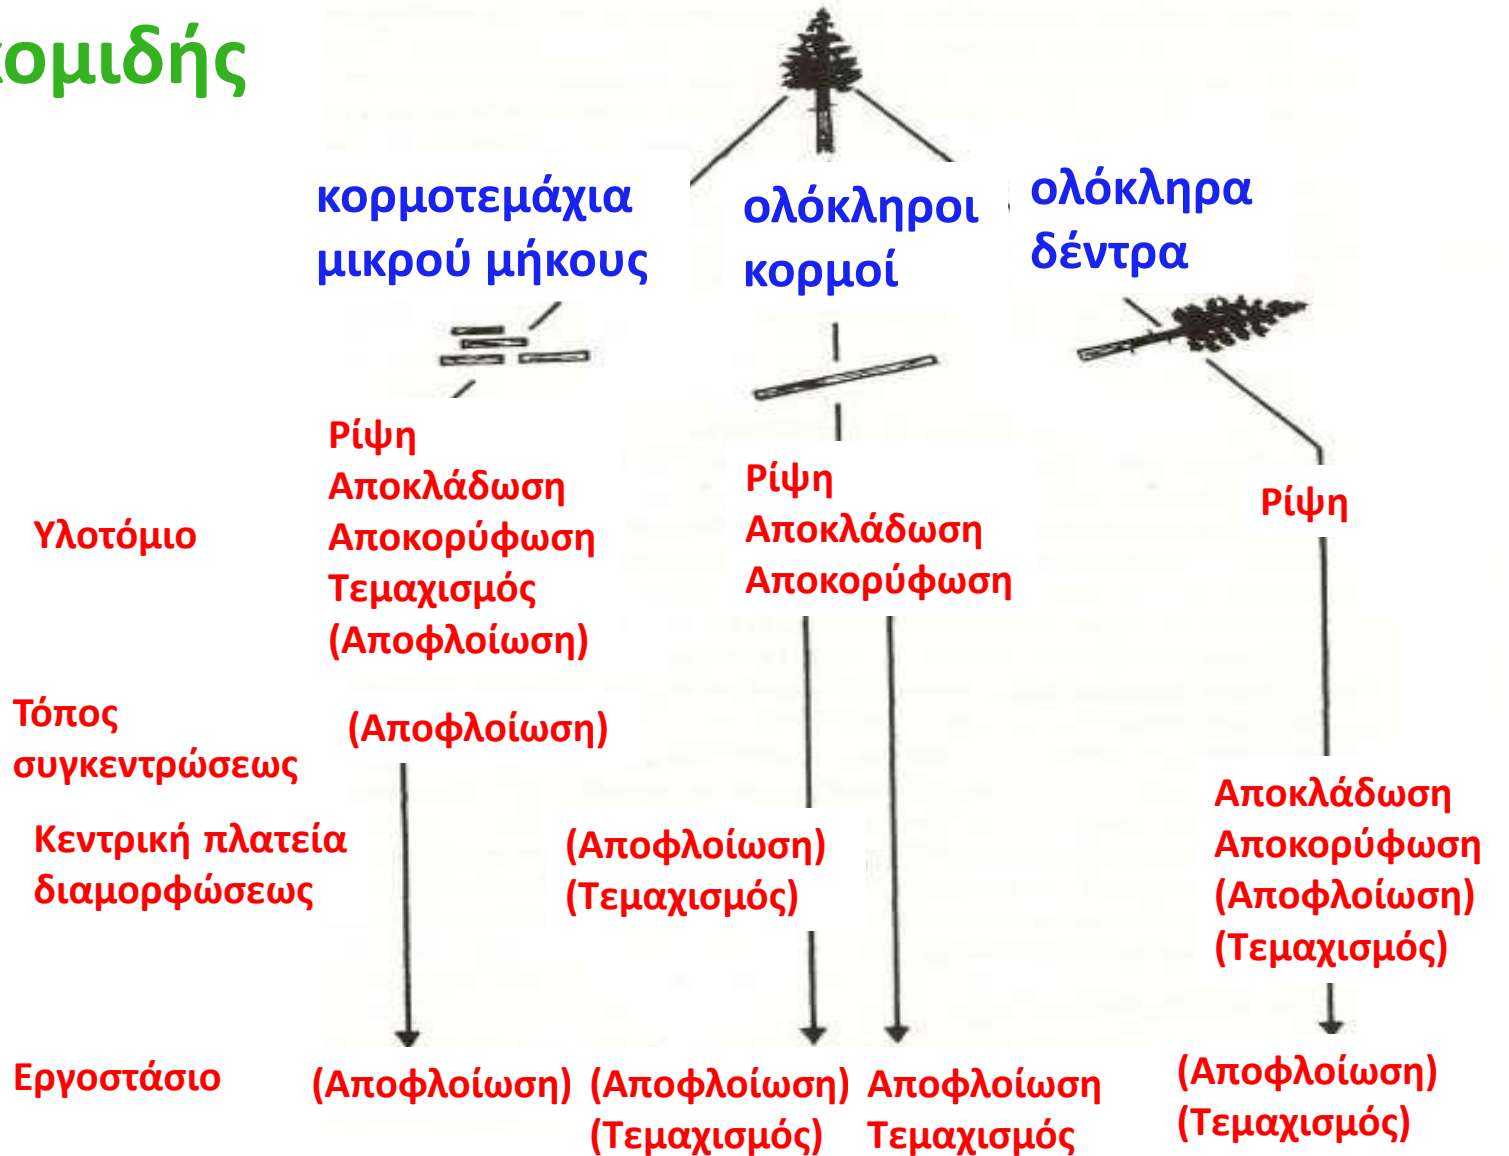 κομιδής
κορμοτεμάχια
μικρού μήκους
ολόκληροι
κορμοί
ολόκληρα
δέντρα
Υλοτόμιο
Ρίψη
Αποκλάδωση
Αποκορύφωση
Τεμαχισμός
(Αποφλοίωση)
Ρίψη
Αποκλάδωση
Αποκορύφωση
Ρίψη
Τόπος
συγκεντρώσεως
(Αποφλοίωση)
Κεντρική πλατεία
διαμορφώσεως
(Αποφλοίωση)
(Τεμαχισμός)
Αποκλάδωση
Αποκορύφωση
(Αποφλοίωση)
(Τεμαχισμός)
Εργοστάσιο
(Αποφλοίωση)
(Αποφλοίωση)
(Τεμαχισμός)
Αποφλοίωση
Τεμαχισμός
(Αποφλοίωση)
(Τεμαχισμός)